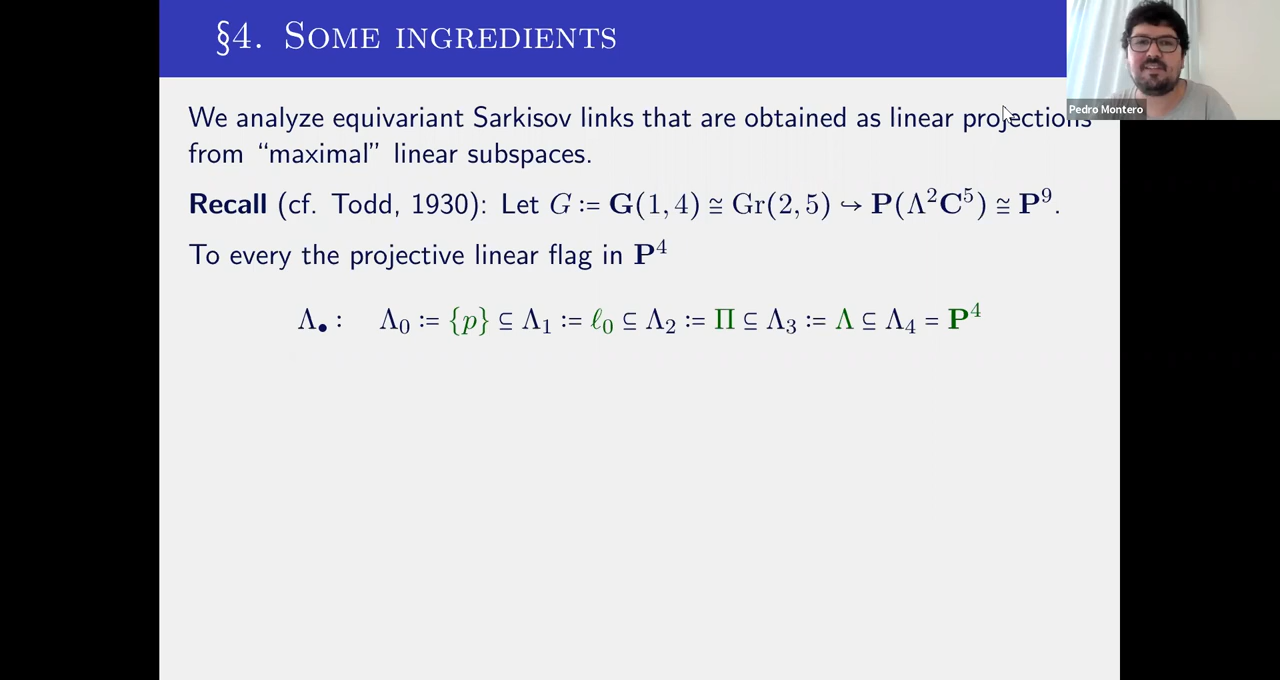 §4. Some ingredients
Pedro Montero
We analyze equivariant Sarkisov links that are obtained as linear projections
from “maximal” linear subspaces.
Recall (cf. Todd, 1930): Let G := G(1, 4) ≅ Gr(2, 5) ↪ P(Λ²C⁵) ≅ P⁹.
To every the projective linear flag in P⁴
Λ• : Λ₀ := {p} ⊆ Λ₁ := ℓ₀ ⊆ Λ₂ := Π ⊆ Λ₃ := Λ ⊆ Λ₄ = P⁴